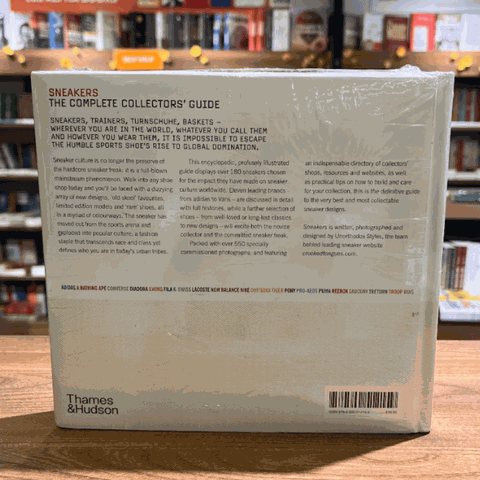 SNEAKERS
THE COMPLETE COLLECTORS' GUIDE
SNEAKERS, TRAINERS, TURNSCHUHE, BASKETS –
WHEREVER YOU ARE IN THE WORLD, WHATEVER YOU CALL THEM
AND HOWEVER YOU WEAR THEM, IT IS IMPOSSIBLE TO ESCAPE
THE HUMBLE SPORTS SHOE'S RISE TO GLOBAL DOMINATION.
Sneaker culture is no longer the preserve of
the hardcore sneaker freak: it is a full-blown
mainstream phenomenon. Walk into any shoe
shop today and you'll be faced with a dizzying
array of new designs, 'old skool' casualties,
limited edition models and 'retro' shoes, all
in a myriad of colourways. The sneaker has
moved out from the sports arena and
exploded into popular culture, a fashion
staple that transcends race and class yet
defines who you are in today's urban tribes.
This encyclopedic, profusely illustrated
guide displays over 180 sneakers chosen
for the impact they have made on sneaker
culture worldwide. Eleven leading brands –
from adidas to Vans – are discussed in detail
with full histories, while a further selection of
shoes – from well-loved or long-lost classics
to new designs – will excite both the novice
collector and the committed sneaker freak.
Packed with over 550 specially
commissioned photographs, and featuring
an indispensable directory of collectors'
shops, resources and websites, as well
as practical tips on how to build and care
for your collection, this is the definitive guide
to the very best and most collectable
sneaker designs.
Sneakers is written, photographed and
designed by Unorthodox Styles, the team
behind leading sneaker website
crookedtongues.com.
ADIDAS A BATHING APE CONVERSE DIADORA EWING FILA K-SWISS LACOSTE NEW BALANCE NIKE ONITSUKA TIGER PONY PRO-KEDS PUMA REEBOK SAUCONY TRETORN TROOP VANS
Thames
&Hudson